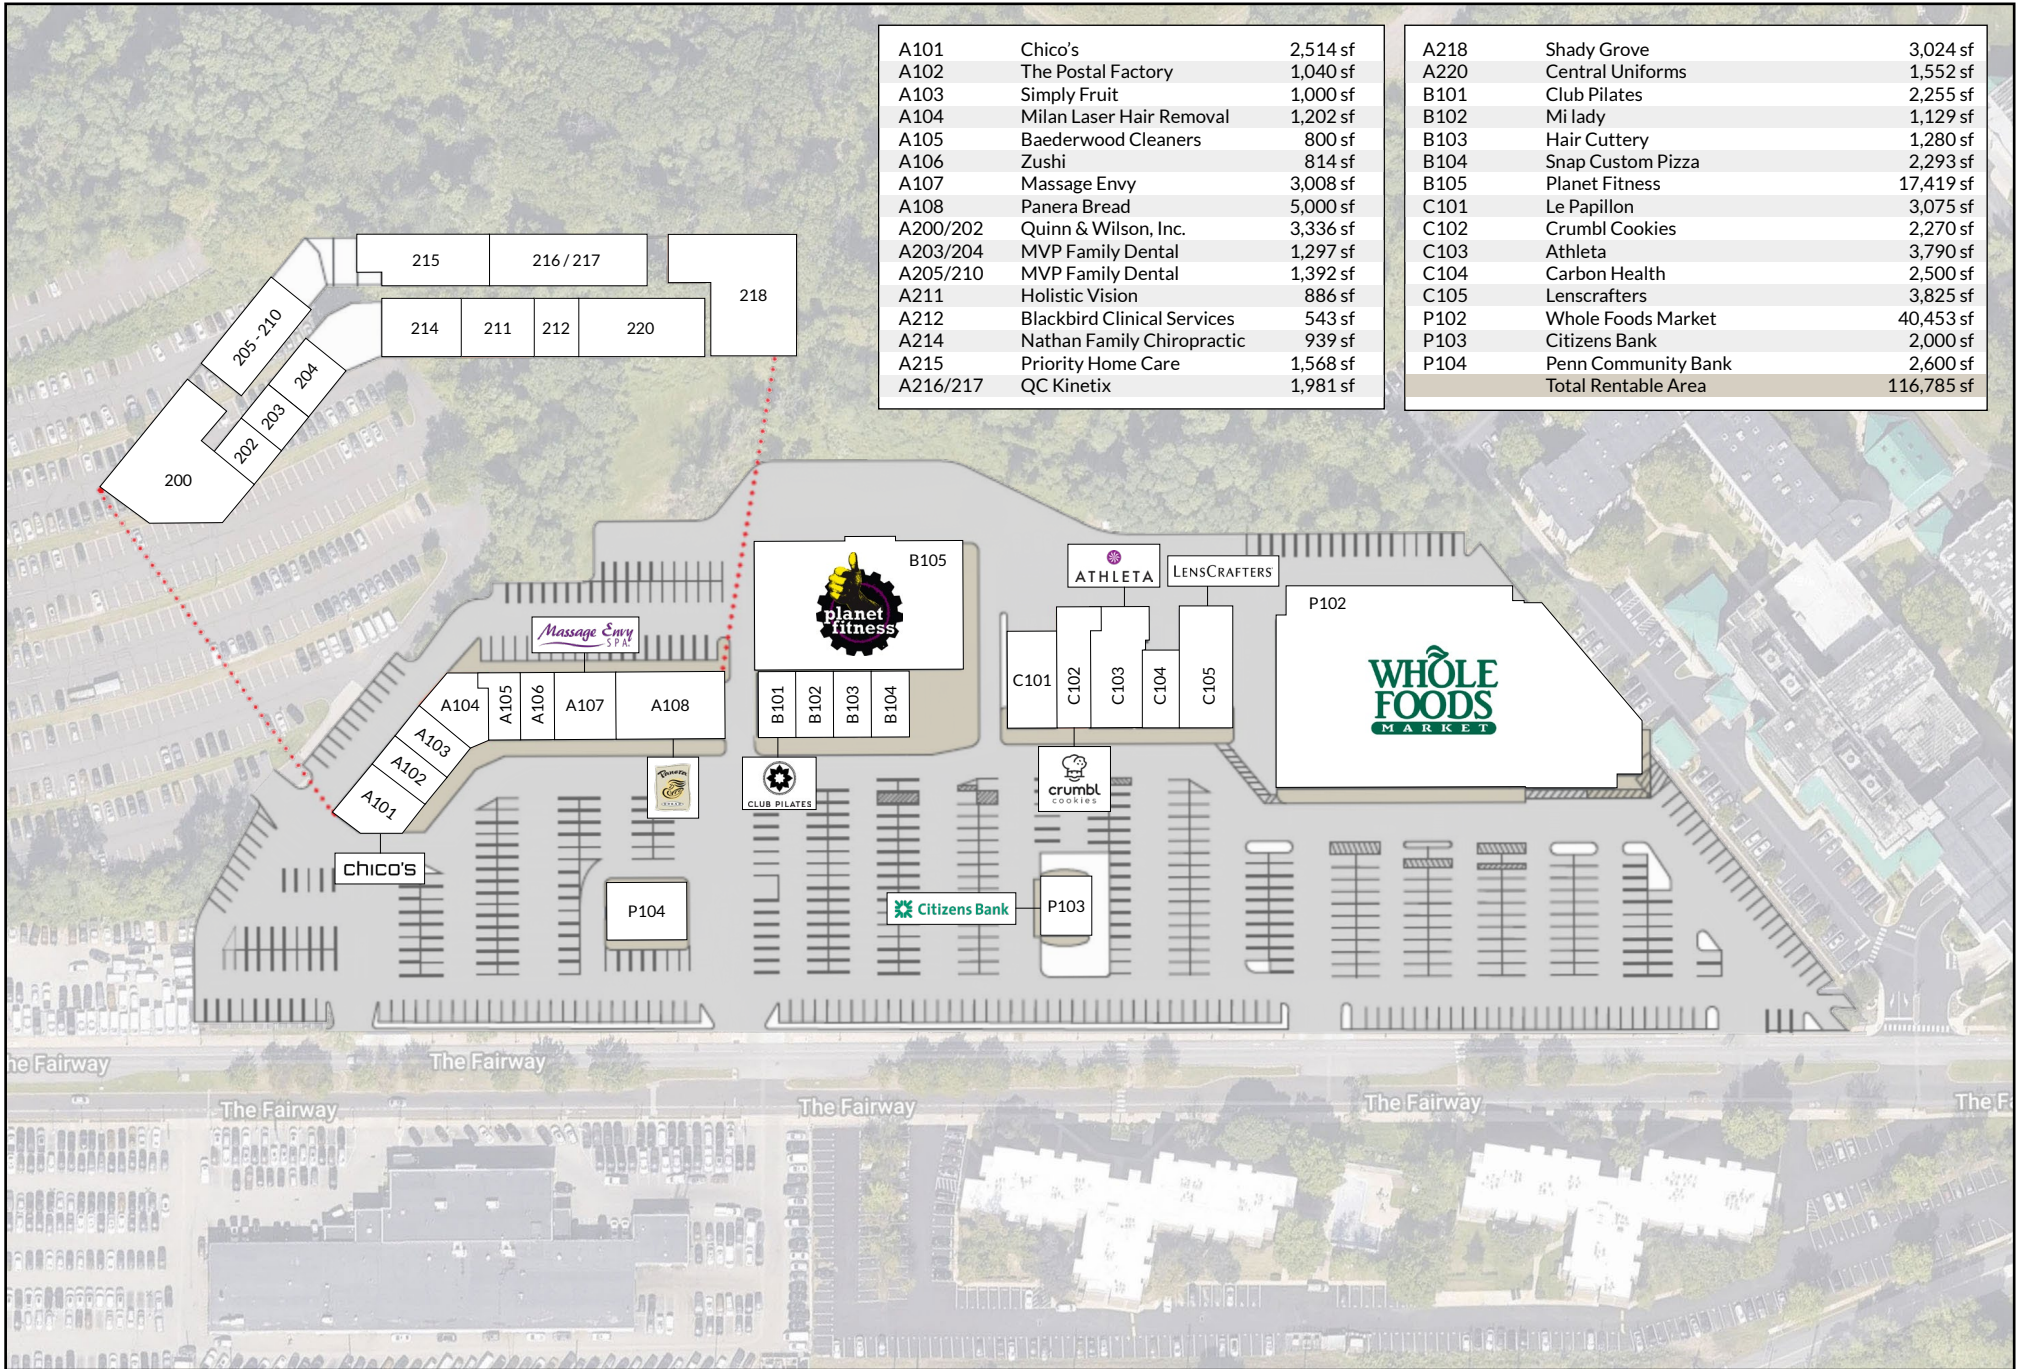 A101 Chico's 2,514 sf
A102 The Postal Factory 1,040 sf
A103 Simply Fruit 1,000 sf
A104 Milan Laser Hair Removal 1,202 sf
A105 Baederwood Cleaners 800 sf
A106 Zushi 814 sf
A107 Massage Envy 3,008 sf
A108 Panera Bread 5,000 sf
A200/202 Quinn & Wilson, Inc. 3,336 sf
A203/204 MVP Family Dental 1,297 sf
A205/210 MVP Family Dental 1,392 sf
A211 Holistic Vision 886 sf
A212 Blackbird Clinical Services 543 sf
A214 Nathan Family Chiropractic 939 sf
A215 Priority Home Care 1,568 sf
A216/217 QC Kinetix 1,981 sf
A218 Shady Grove 3,024 sf
A220 Central Uniforms 1,552 sf
B101 Club Pilates 2,255 sf
B102 Mi lady 1,129 sf
B103 Hair Cuttery 1,280 sf
B104 Snap Custom Pizza 2,293 sf
B105 Planet Fitness 17,419 sf
C101 Le Papillon 3,075 sf
C102 Crumbl Cookies 2,270 sf
C103 Athleta 3,790 sf
C104 Carbon Health 2,500 sf
C105 Lenscrafters 3,825 sf
P102 Whole Foods Market 40,453 sf
P103 Citizens Bank 2,000 sf
P104 Penn Community Bank 2,600 sf
Total Rentable Area 116,785 sf
215
216 / 217
218
205 - 210
214
211
212
220
204
203
202
200
B105
planet
fitness
ATHLETA
LENSCRAFTERS
P102
WHOLE
FOODS
MARKET
Massage Envy
SPA
A104
A105
A106
A107
A108
A103
A102
A101
B101
B102
B103
B104
C101
C102
C103
C104
C105
Panera
BREAD
CLUB PILATES
crumbl
cookies
chico's
P104
Citizens Bank
P103
he Fairway
The Fairway
The Fairway
The Fairway
The Fairway
The F